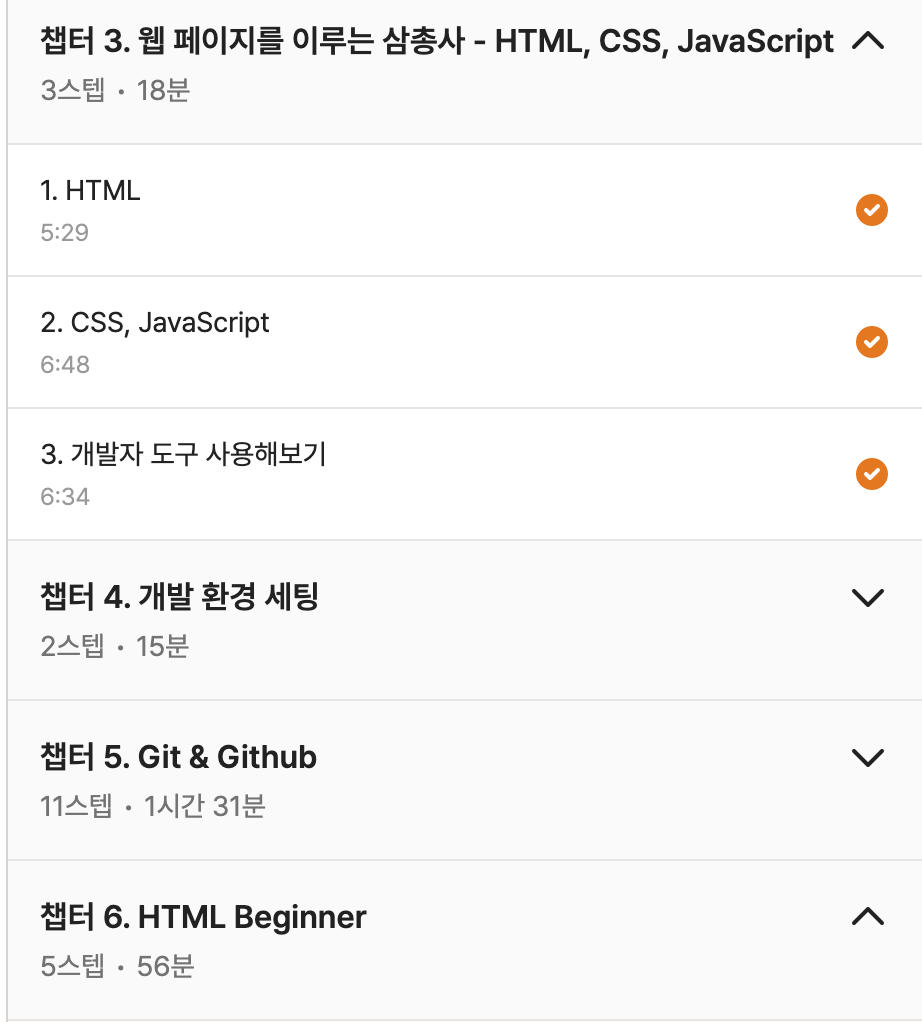 챕터 3. 웹 페이지를 이루는 삼총사 - HTML, CSS, JavaScript
3스텝 • 18분
1. HTML
5:29
2. CSS, JavaScript
6:48
3. 개발자 도구 사용해보기
6:34
챕터 4. 개발 환경 세팅
2스텝 • 15분
챕터 5. Git & Github
11스텝 • 1시간 31분
챕터 6. HTML Beginner
5스텝 • 56분